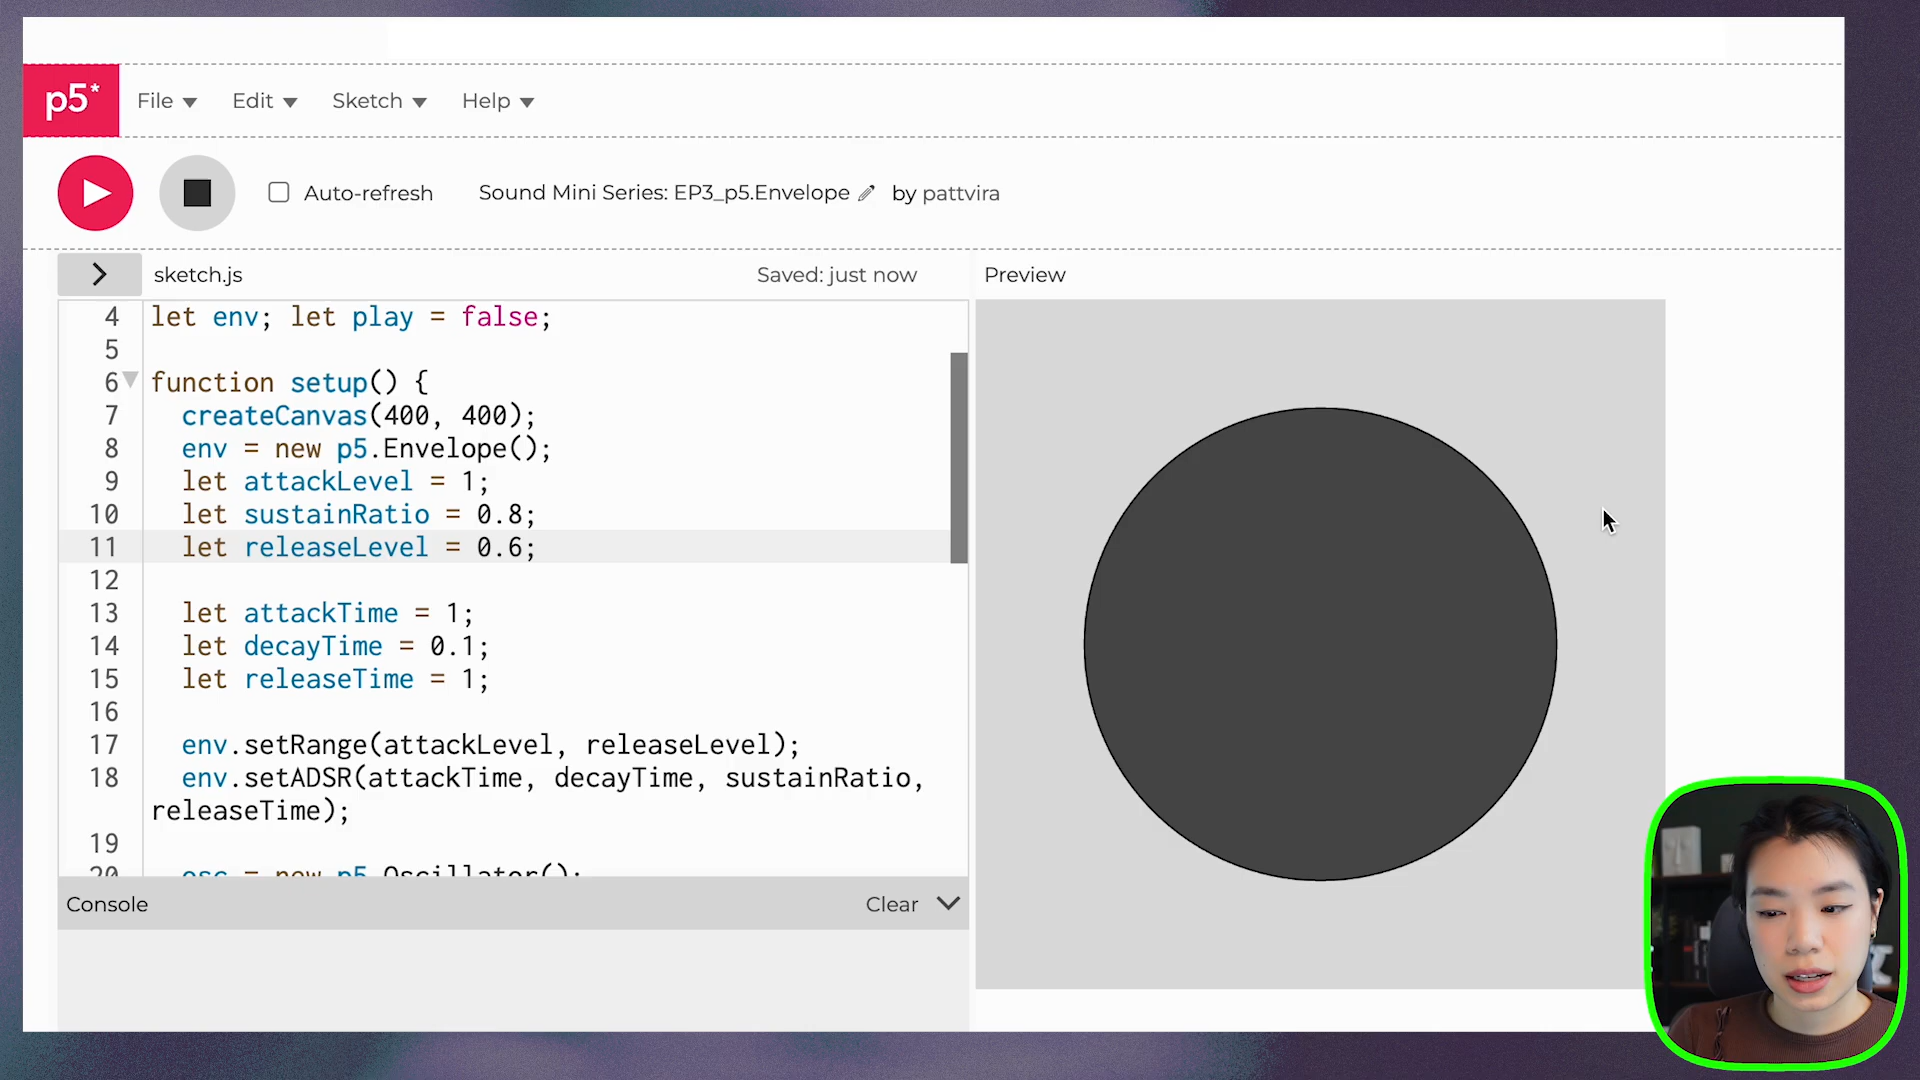 p5*
File Edit Sketch Help
Auto-refresh Sound Mini Series: EP3_p5.Envelope by pattvira
sketch.js Saved: just now Preview
4 let env; let play = false;
5
6 function setup() {
7 createCanvas(400, 400);
8 env = new p5.Envelope();
9 let attackLevel = 1;
10 let sustainRatio = 0.8;
11 let releaseLevel = 0.6;
12
13 let attackTime = 1;
14 let decayTime = 0.1;
15 let releaseTime = 1;
16
17 env.setRange(attackLevel, releaseLevel);
18 env.setADSR(attackTime, decayTime, sustainRatio,
releaseTime);
19
20 osc = new p5.Oscillator();
Console Clear